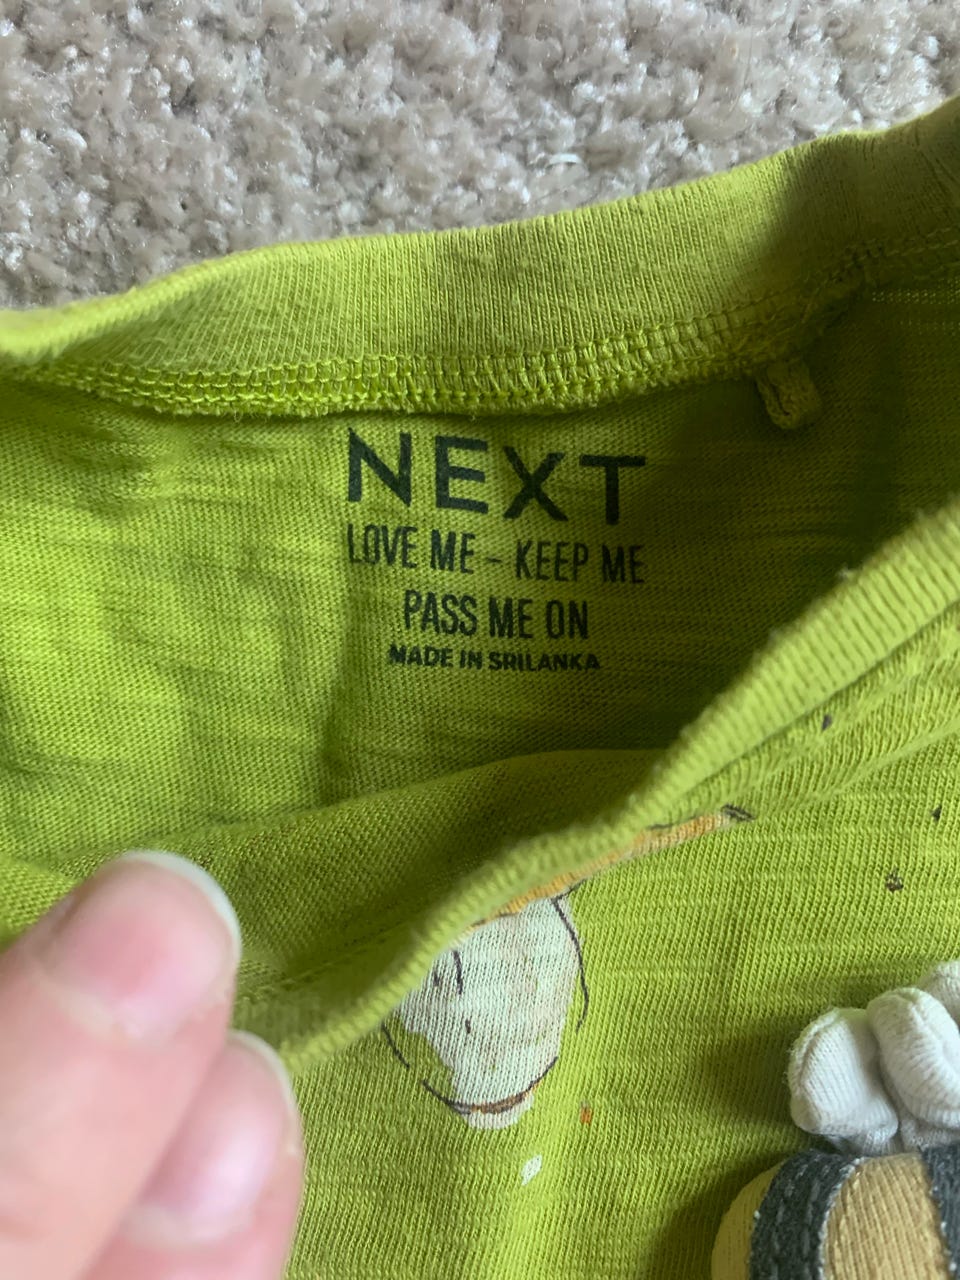 NEXT
LOVE ME - KEEP ME
PASS ME ON
MADE IN SRILANKA